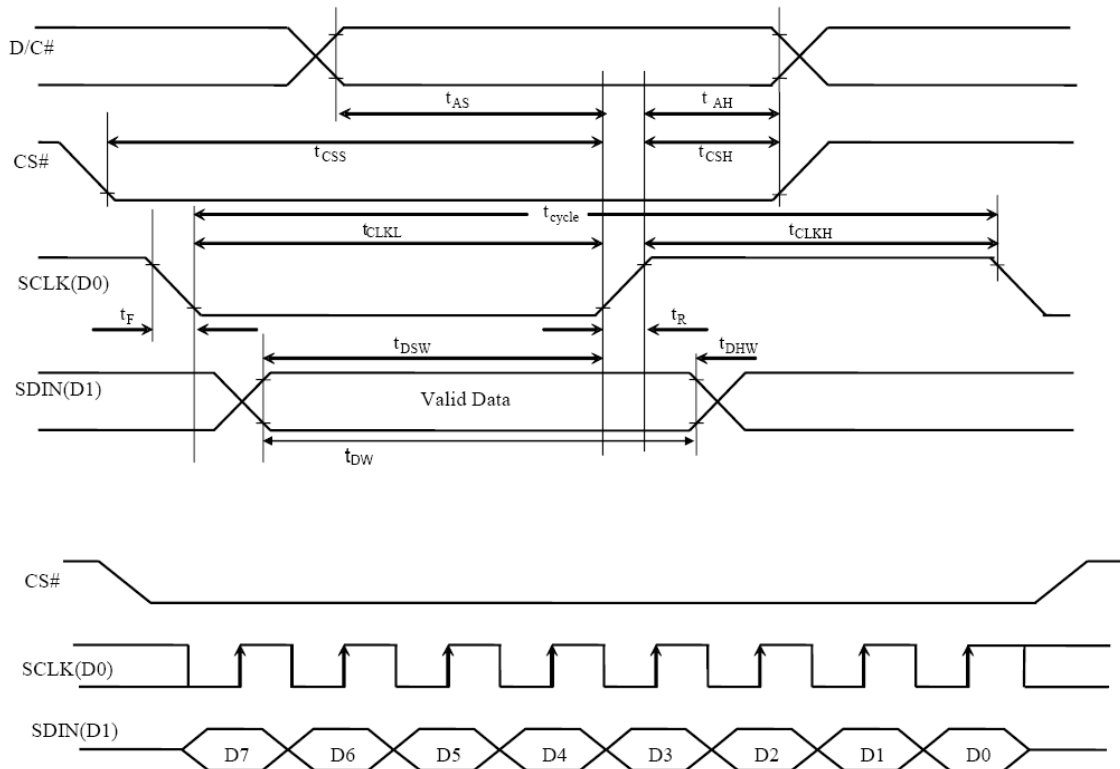 D/C#
tAS
t AH
CS#
tCSS
tCSH
tcycle
tCLKL
tCLKH
SCLK(D0)
tF
tR
tDSW
tDHW
SDIN(D1)
Valid Data
tDW
CS#
SCLK(D0)
SDIN(D1)
D7 D6 D5 D4 D3 D2 D1 D0